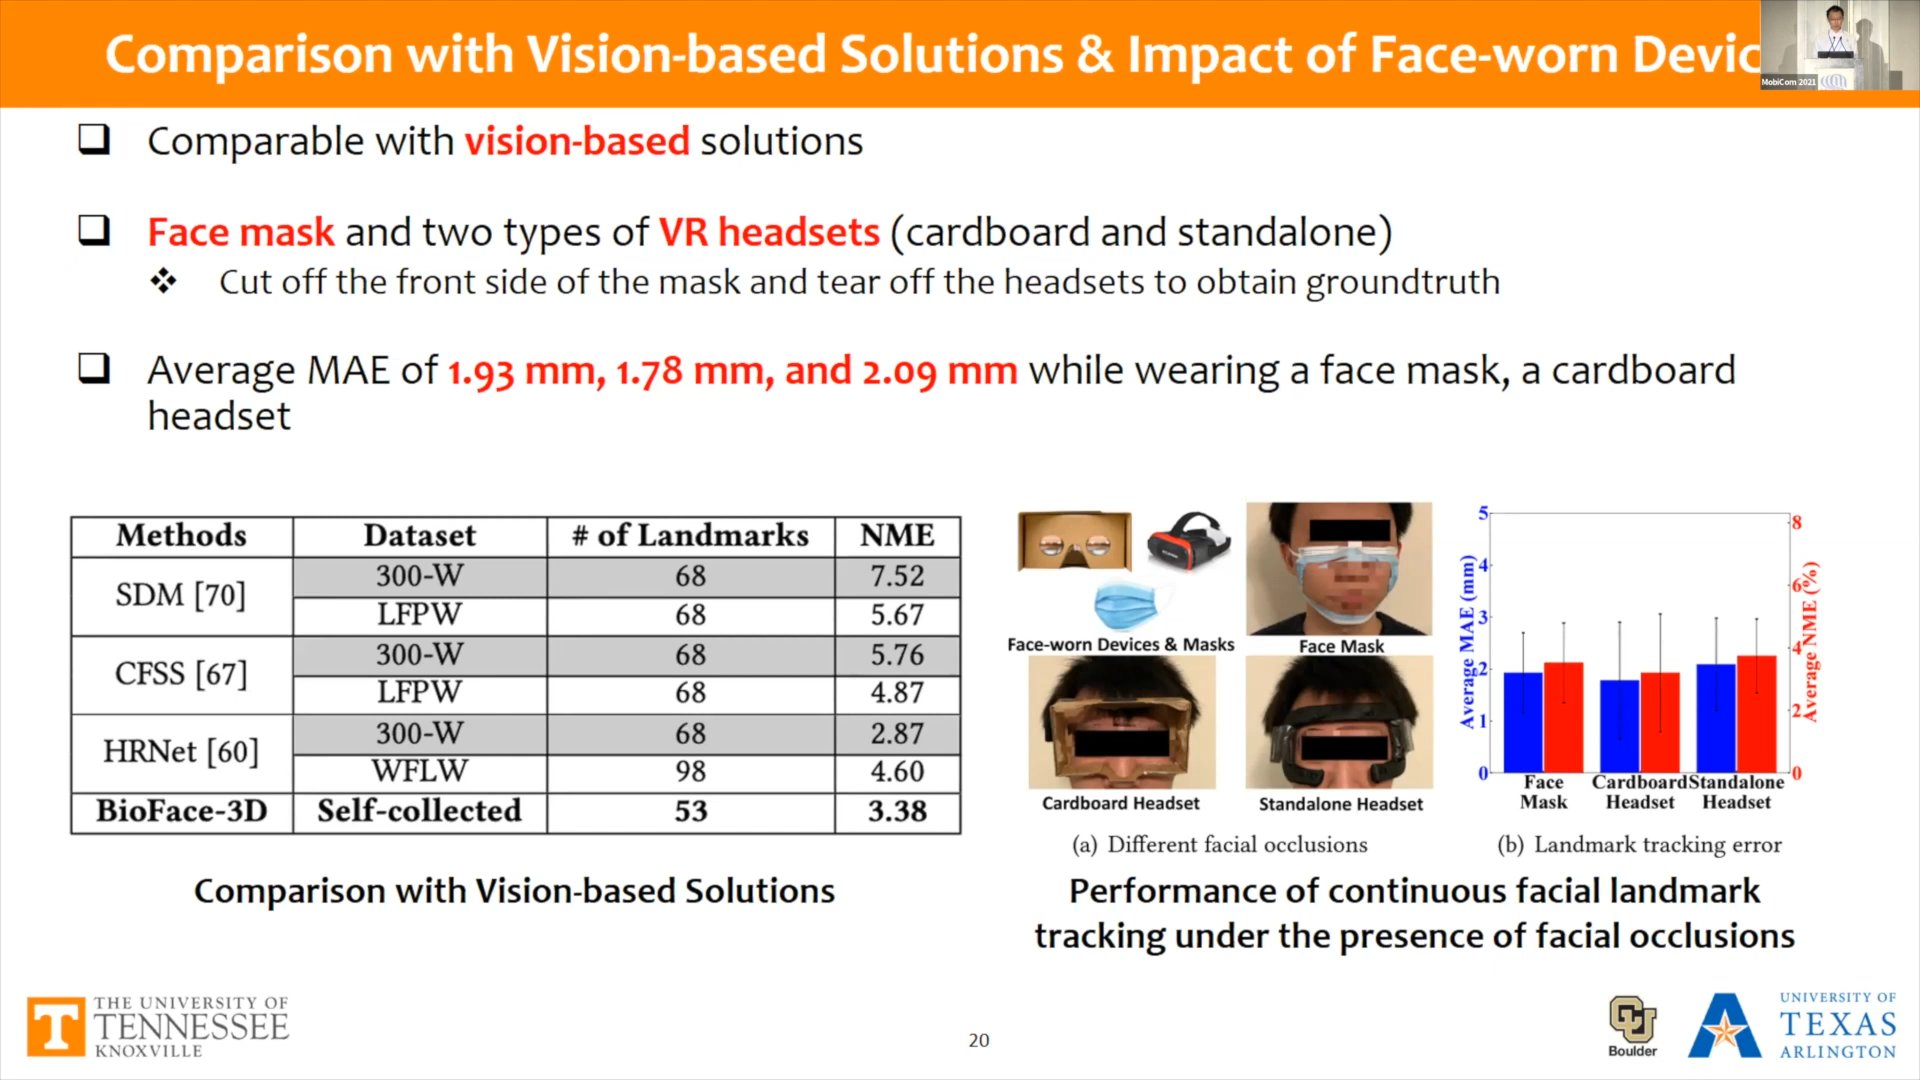 Comparison with Vision-based Solutions & Impact of Face-worn Devic
MobiCom 2021
❑ Comparable with vision-based solutions
❑ Face mask and two types of VR headsets (cardboard and standalone)
❖ Cut off the front side of the mask and tear off the headsets to obtain groundtruth
❑ Average MAE of 1.93 mm, 1.78 mm, and 2.09 mm while wearing a face mask, a cardboard
headset
Methods Dataset # of Landmarks NME
SDM [70] 300-W 68 7.52
LFPW 68 5.67
CFSS [67] 300-W 68 5.76
LFPW 68 4.87
HRNet [60] 300-W 68 2.87
WFLW 98 4.60
BioFace-3D Self-collected 53 3.38
Comparison with Vision-based Solutions
Face-worn Devices & Masks
Face Mask
Cardboard Headset
Standalone Headset
(a) Different facial occlusions
Average MAE (mm)
5
4
3
2
1
0
Average NME (%)
8
6
4
2
0
Face Mask
Cardboard Headset
Standalone Headset
(b) Landmark tracking error
Performance of continuous facial landmark
tracking under the presence of facial occlusions
T
THE UNIVERSITY OF
TENNESSEE
KNOXVILLE
20
CU
Boulder
A
UNIVERSITY OF
TEXAS
ARLINGTON